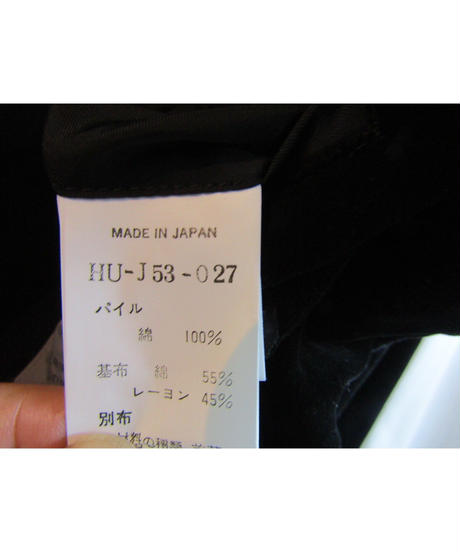 MADE IN JAPAN
HU-J53-027
パイル
綿 100%
基布 綿 55%
レーヨン 45%
別布